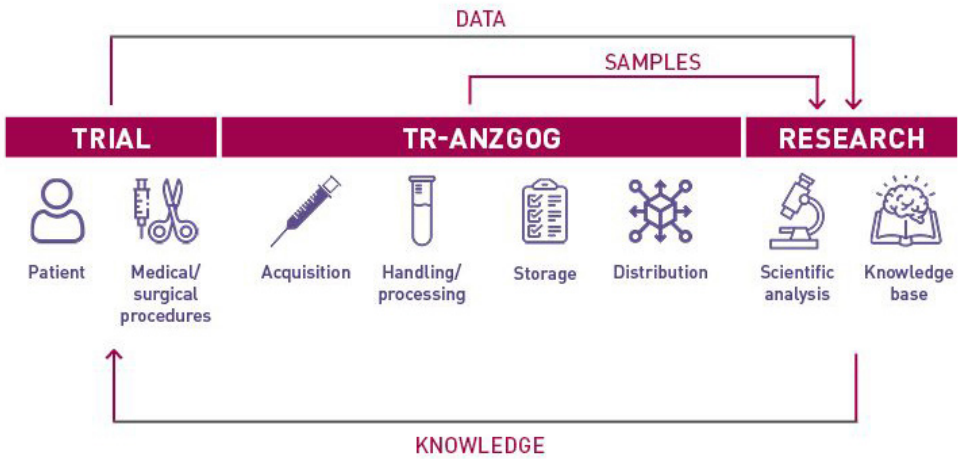 DATA
SAMPLES
TRIAL
TR-ANZGOG
RESEARCH
Patient
Medical/
surgical
procedures
Acquisition
Handling/
processing
Storage
Distribution
Scientific
analysis
Knowledge
base
KNOWLEDGE